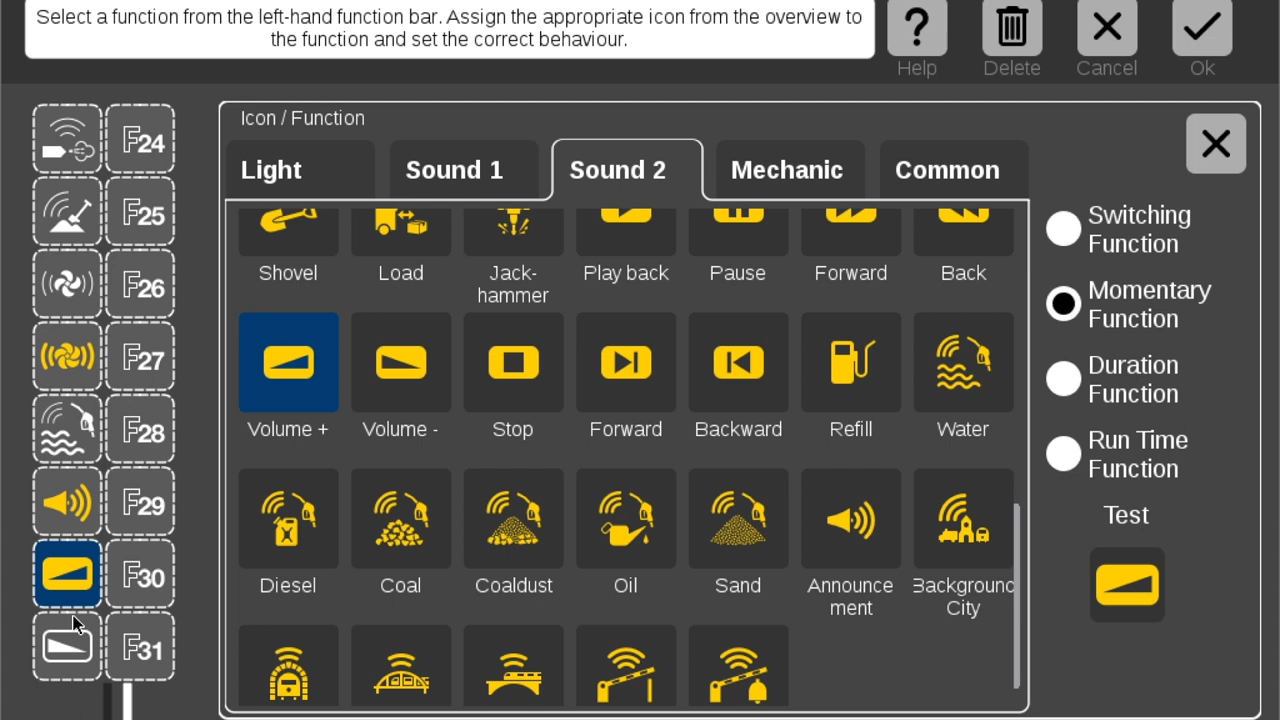 Select a function from the left-hand function bar. Assign the appropriate icon from the overview to
the function and set the correct behaviour.
Help
Delete
Cancel
Ok
F24
F25
F26
F27
F28
F29
F30
F31
Icon / Function
Light
Sound 1
Sound 2
Mechanic
Common
Shovel
Load
Jack-
hammer
Play back
Pause
Forward
Back
Volume +
Volume -
Stop
Forward
Backward
Refill
Water
Diesel
Coal
Coaldust
Oil
Sand
Announce
ment
Background
City
Switching
Function
Momentary
Function
Duration
Function
Run Time
Function
Test